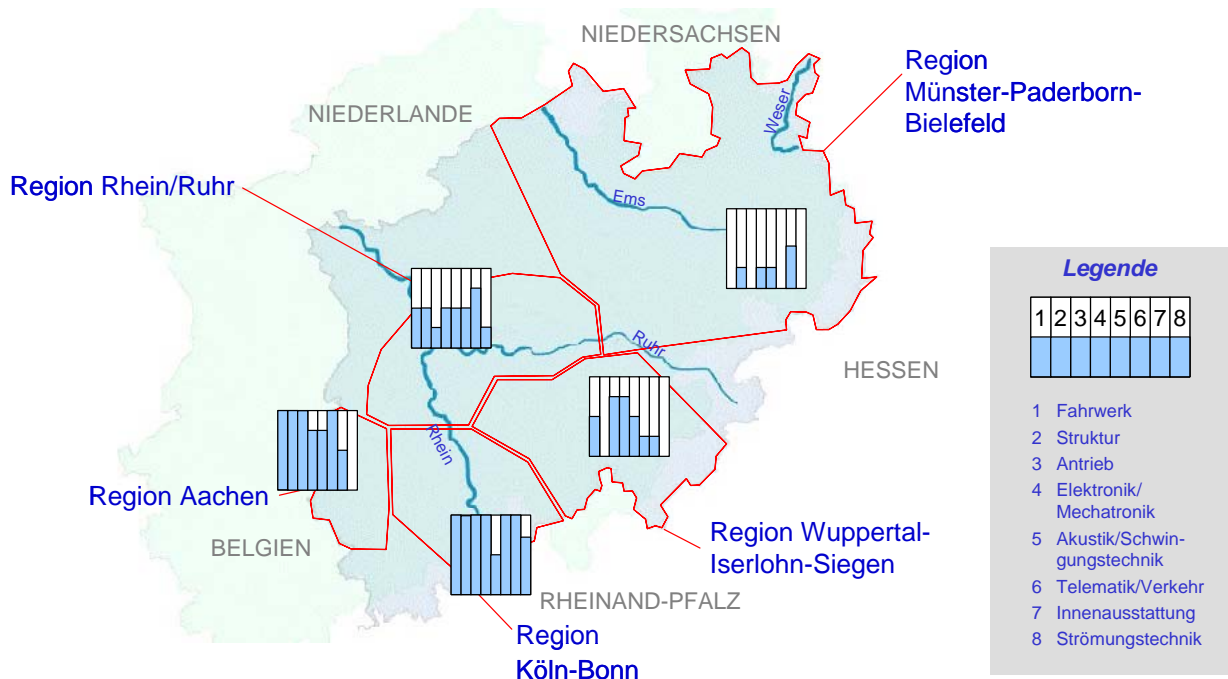 NIEDERSACHSEN
Region
Münster-Paderborn-
Bielefeld
NIEDERLANDE
Weser
Region Rhein/Ruhr
Ems
Legende
1 2 3 4 5 6 7 8
Ruhr
HESSEN
1 Fahrwerk
2 Struktur
3 Antrieb
4 Elektronik/
Mechatronik
5 Akustik/Schwin-
gungstechnik
6 Telematik/Verkehr
7 Innenausstattung
8 Strömungstechnik
Rhein
Region Aachen
BELGIEN
Region Wuppertal-
Iserlohn-Siegen
RHEINAND-PFALZ
Region
Köln-Bonn